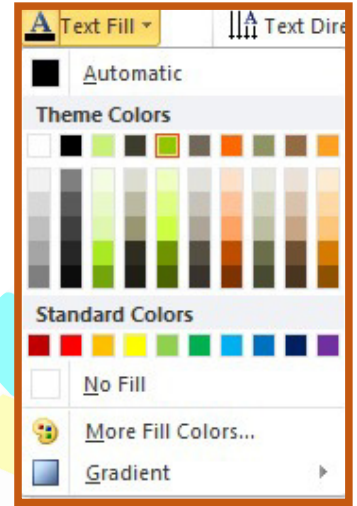 A Text Fill Text Dire
Automatic
Theme Colors
Standard Colors
No Fill
More Fill Colors...
Gradient